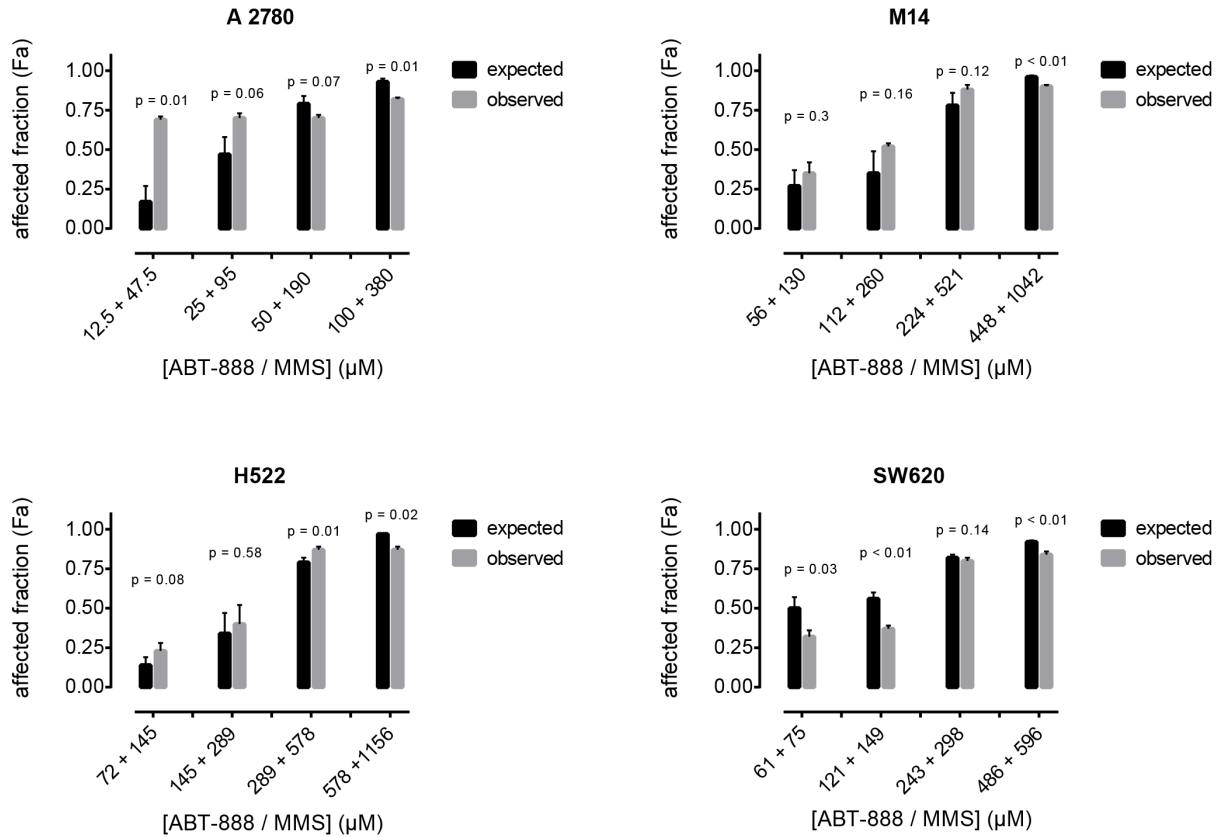 A 2780
affected fraction (Fa)
1.00
0.75
0.50
0.25
0.00
p = 0.01
p = 0.06
p = 0.07
p = 0.01
expected
observed
12.5 + 47.5
25 + 95
50 + 190
100 + 380
[ABT-888 / MMS] (µM)
M14
affected fraction (Fa)
1.00
0.75
0.50
0.25
0.00
p = 0.3
p = 0.16
p = 0.12
p < 0.01
expected
observed
56 + 130
112 + 260
224 + 521
448 + 1042
[ABT-888 / MMS] (µM)
H522
affected fraction (Fa)
1.00
0.75
0.50
0.25
0.00
p = 0.08
p = 0.58
p = 0.01
p = 0.02
expected
observed
72 + 145
145 + 289
289 + 578
578 +1156
[ABT-888 / MMS] (µM)
SW620
affected fraction (Fa)
1.00
0.75
0.50
0.25
0.00
p = 0.03
p < 0.01
p = 0.14
p < 0.01
expected
observed
61 + 75
121 + 149
243 + 298
486 + 596
[ABT-888 / MMS] (µM)